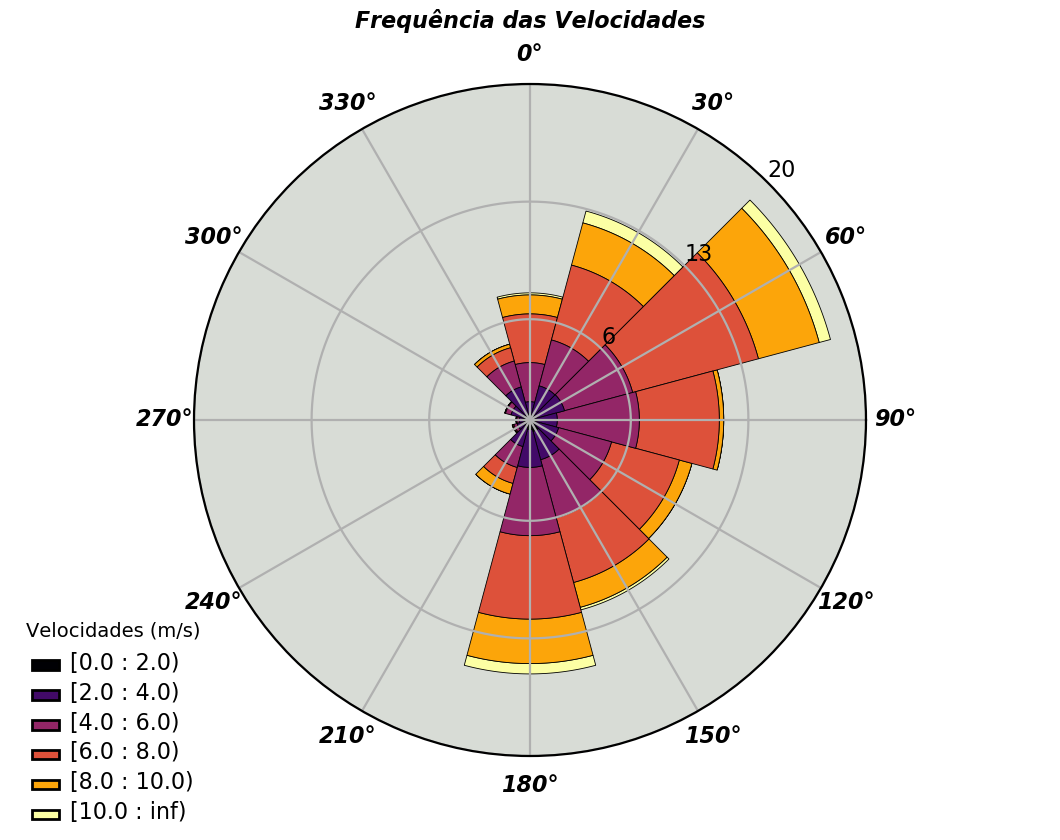 Frequência das Velocidades
0°
330°
30°
20
300°
60°
13
6
270°
90°
240°
120°
210°
150°
180°
Velocidades (m/s)
[0.0 : 2.0)
[2.0 : 4.0)
[4.0 : 6.0)
[6.0 : 8.0)
[8.0 : 10.0)
[10.0 : inf)